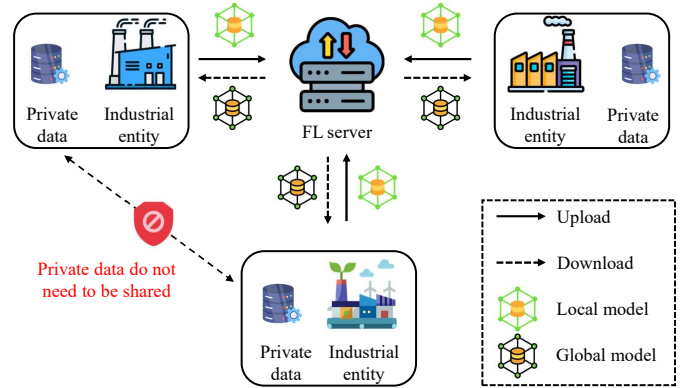 Private
data
Industrial
entity
FL server
Industrial
entity
Private
data
Private data do not
need to be shared
Private
data
Industrial
entity
Upload
Download
Local model
Global model